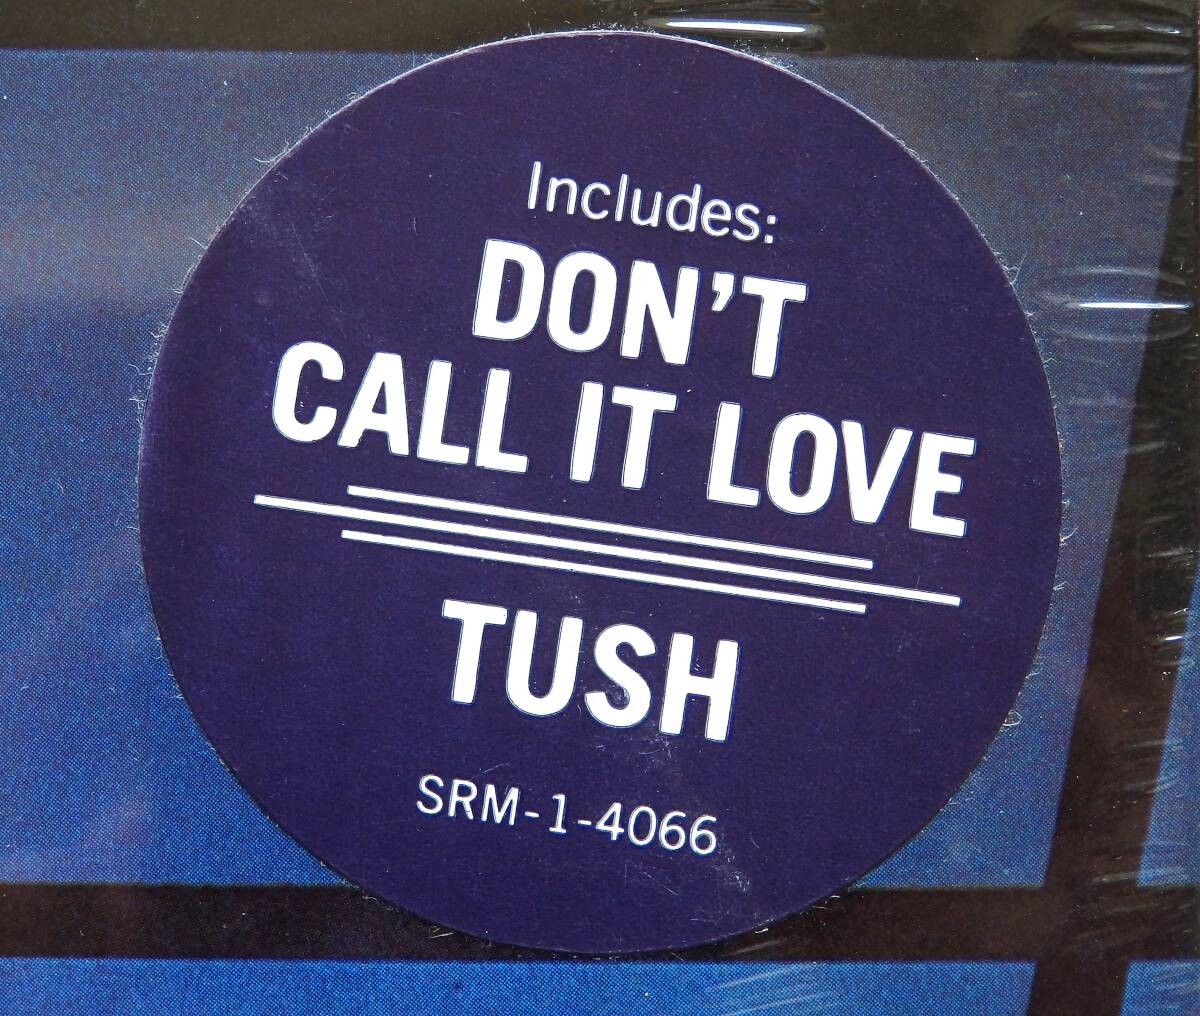 Includes:
DON'T
CALL IT LOVE
TUSH
SRM-1-4066